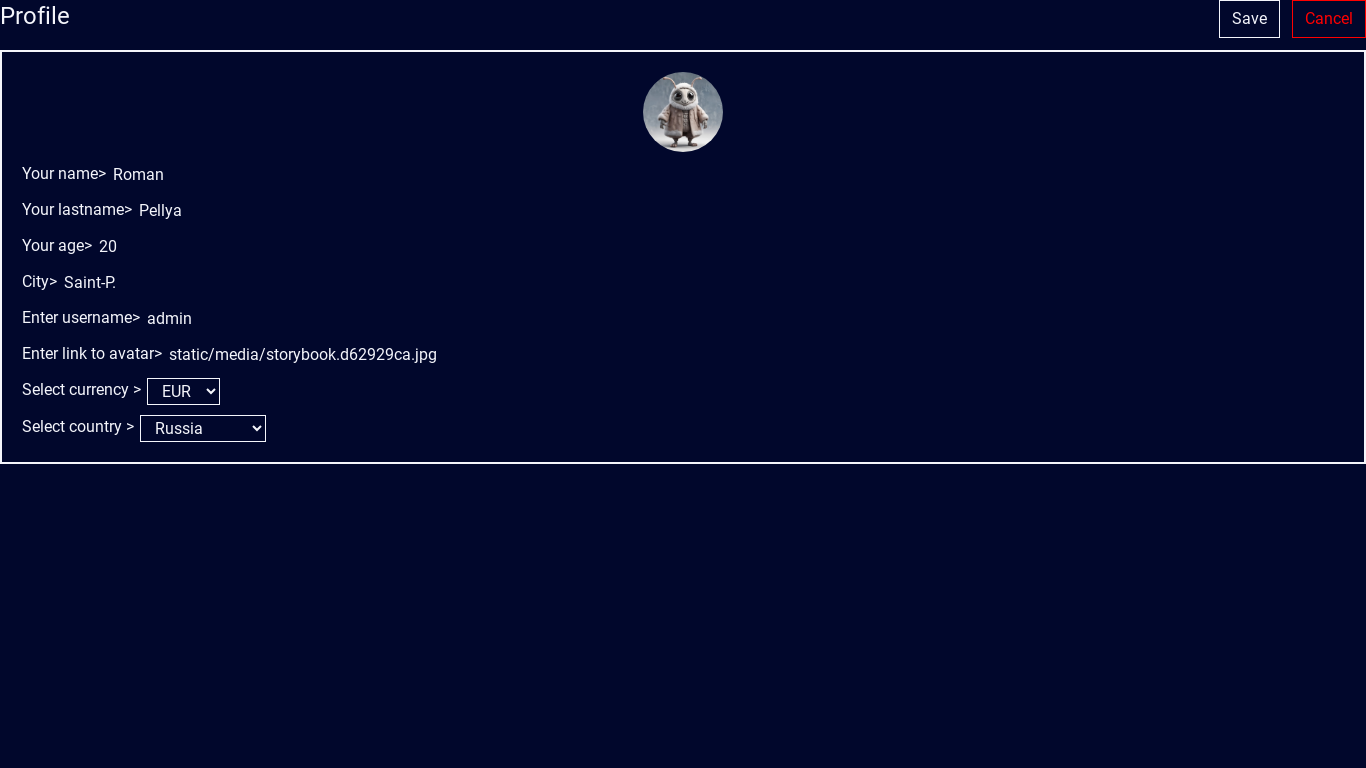 Profile
Save
Cancel
Your name> Roman
Your lastname> Pellya
Your age> 20
City> Saint-P.
Enter username> admin
Enter link to avatar> static/media/storybook.d62929ca.jpg
Select currency > EUR
Select country > Russia